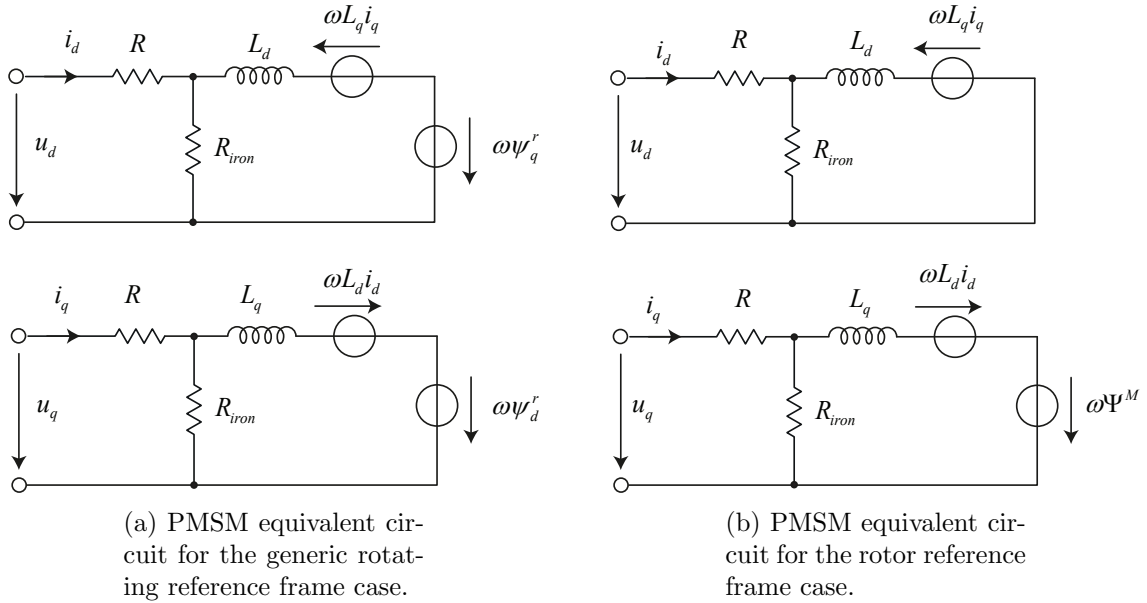 ωL_q i_q
i_d R L_d
u_d R_iron ωψ_q^r
ωL_d i_d
i_q R L_q
u_q R_iron ωψ_d^r
(a) PMSM equivalent cir-
cuit for the generic rotat-
ing reference frame case.
ωL_q i_q
i_d R L_d
u_d R_iron
ωL_d i_d
i_q R L_q
u_q R_iron ωΨ^M
(b) PMSM equivalent cir-
cuit for the rotor reference
frame case.